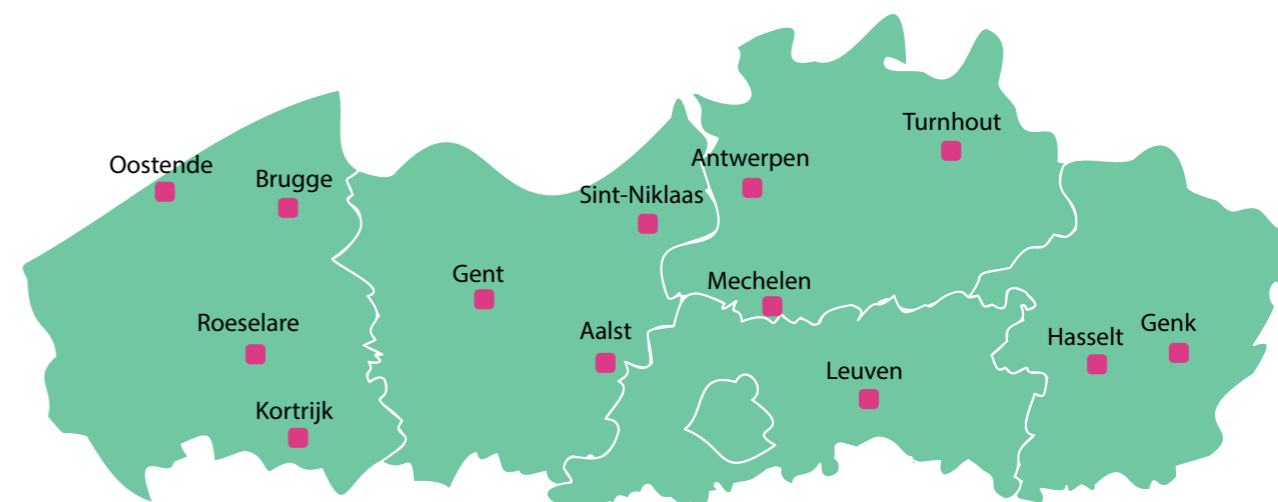 Turnhout
Antwerpen
Oostende
Brugge
Sint-Niklaas
Gent
Mechelen
Roeselare
Aalst
Hasselt
Genk
Leuven
Kortrijk